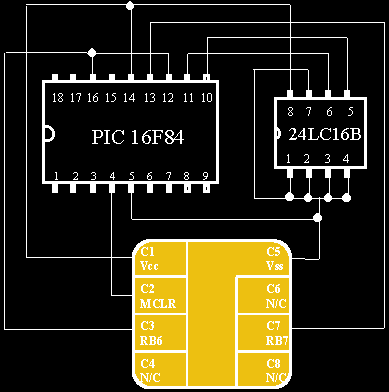 18 17 16 15 14 13 12 11 10
PIC 16F84
1 2 3 4 5 6 7 8 9
8 7 6 5
24LC16B
1 2 3 4
C1
Vcc
C2
MCLR
C3
RB6
C4
N/C
C5
Vss
C6
N/C
C7
RB7
C8
N/C